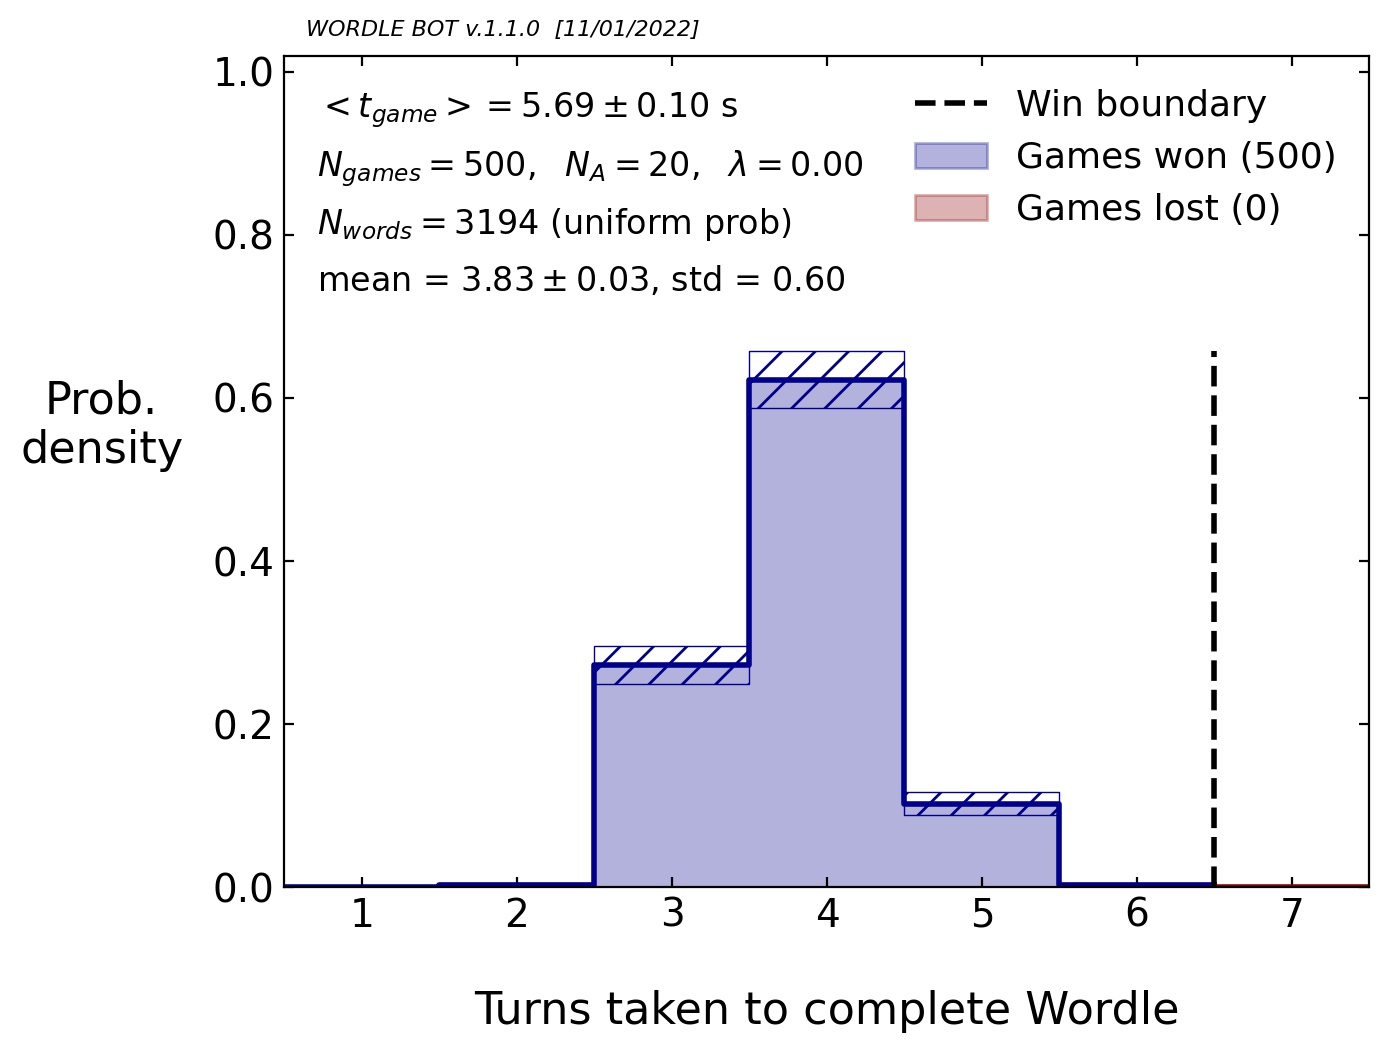 WORDLE BOT v.1.1.0 [11/01/2022]
<t_game> = 5.69 ± 0.10 s
N_games = 500, N_A = 20, λ = 0.00
N_words = 3194 (uniform prob)
mean = 3.83 ± 0.03, std = 0.60
Win boundary
Games won (500)
Games lost (0)
Prob.
density
1.0
0.8
0.6
0.4
0.2
0.0
1 2 3 4 5 6 7
Turns taken to complete Wordle